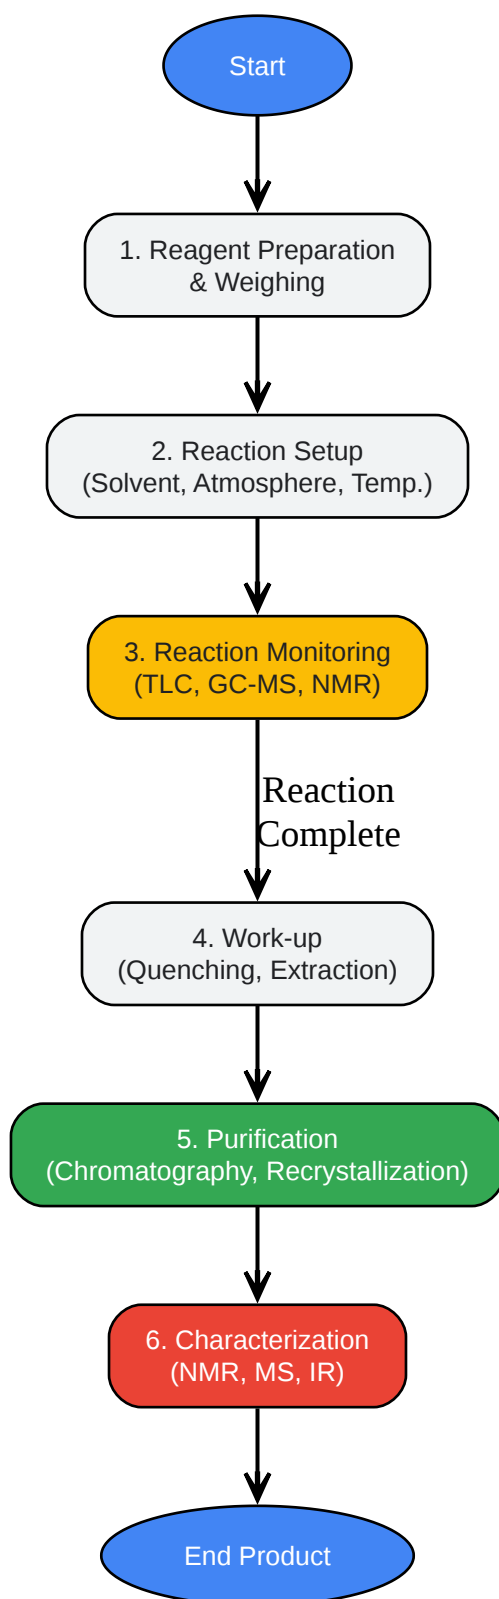 Start
1. Reagent Preparation
& Weighing
2. Reaction Setup
(Solvent, Atmosphere, Temp.)
3. Reaction Monitoring
(TLC, GC-MS, NMR)
Reaction
Complete
4. Work-up
(Quenching, Extraction)
5. Purification
(Chromatography, Recrystallization)
6. Characterization
(NMR, MS, IR)
End Product